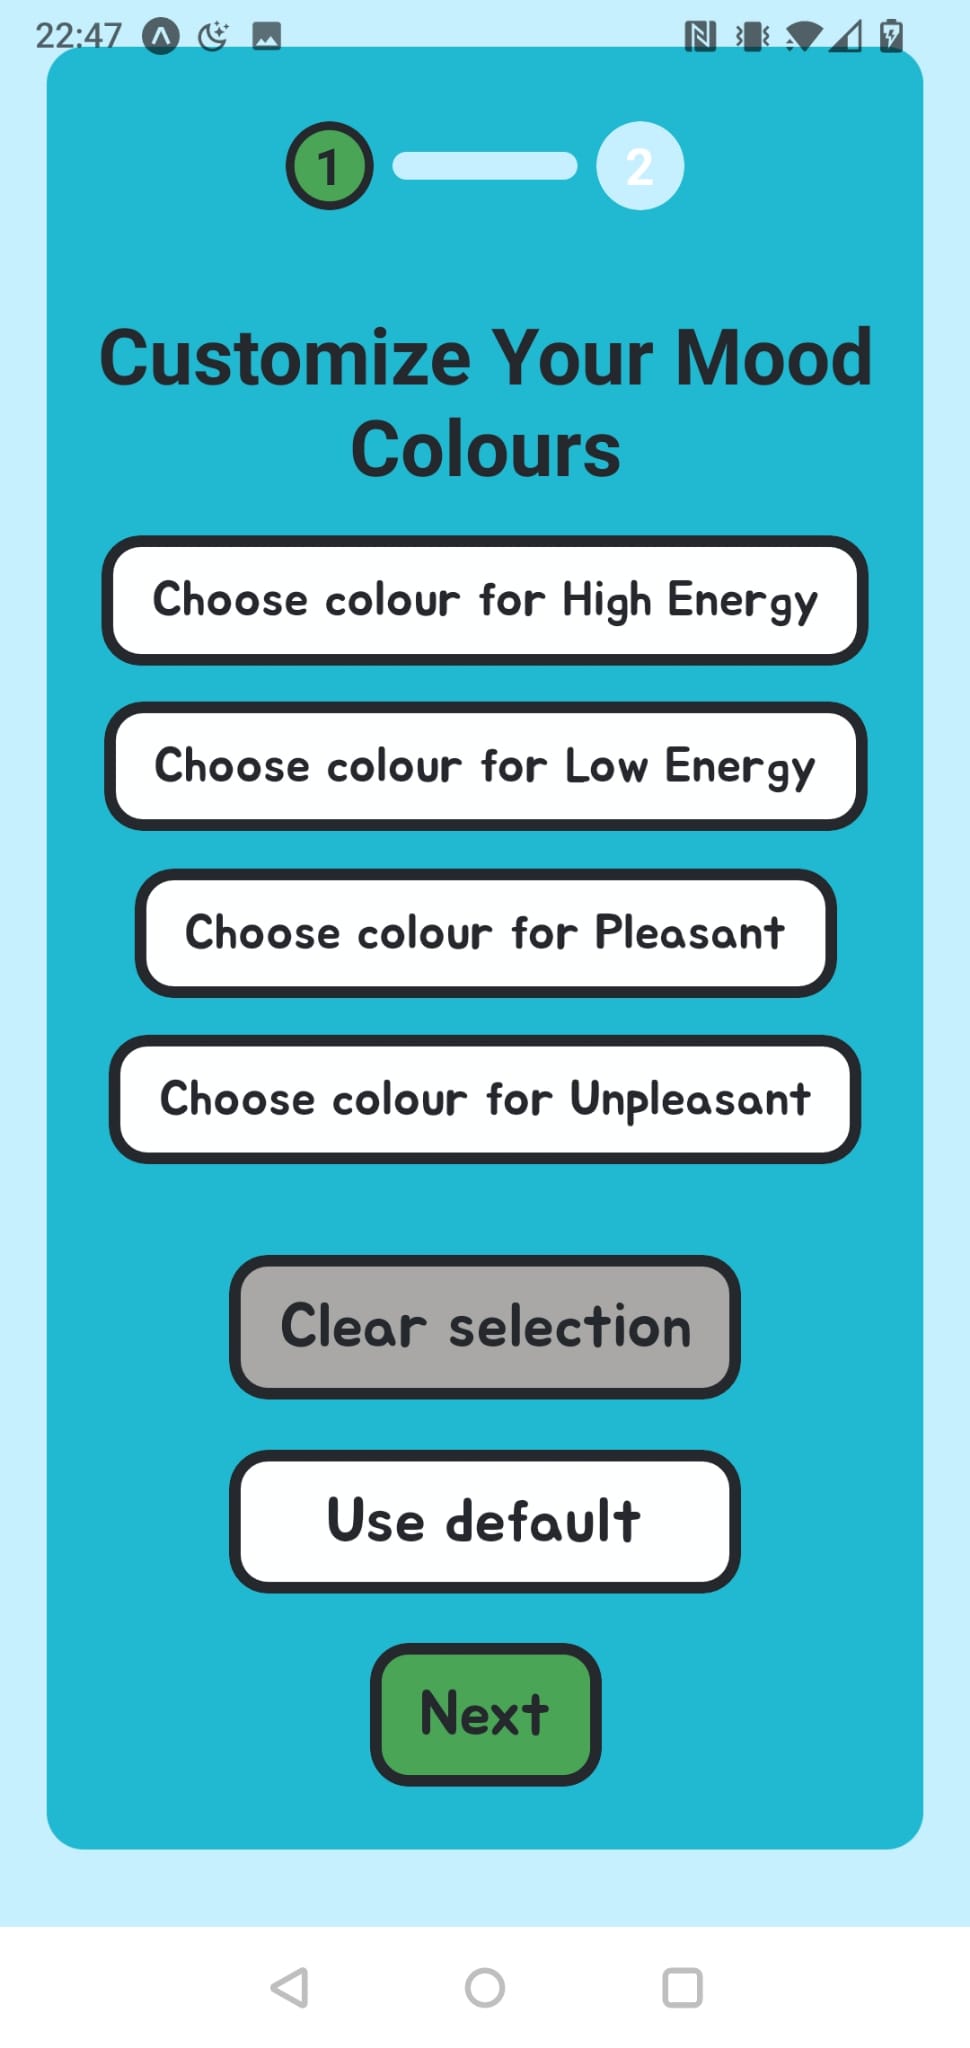 22:47
1 2
Customize Your Mood
Colours
Choose colour for High Energy
Choose colour for Low Energy
Choose colour for Pleasant
Choose colour for Unpleasant
Clear selection
Use default
Next